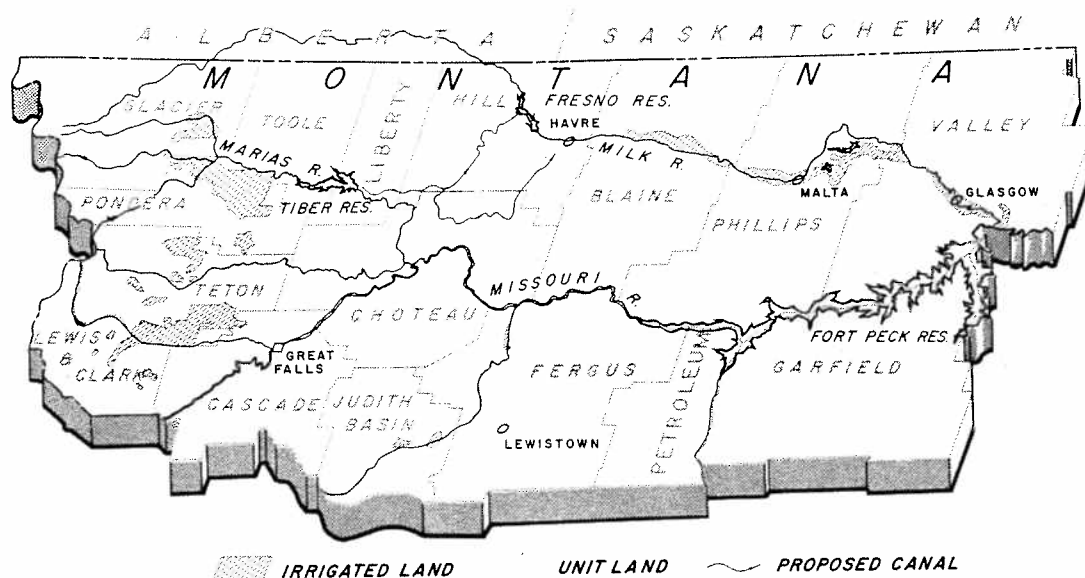 ALBERTA SASKATCHEWAN
MONTANA
GLACIER
TOOLE
LIBERTY
HILL
FRESNO RES.
HAVRE
MILK R.
VALLEY
MARIAS R.
BLAINE
MALTA
GLASGOW
PONDERA
TIBER RES.
PHILLIPS
TETON
MISSOURI R.
CHOTEAU
LEWIS
&
CLARK
GREAT
FALLS
FORT PECK RES.
FERGUS
PETROLEUM
GARFIELD
CASCADE
JUDITH
BASIN
LEWISTOWN
IRRIGATED LAND UNIT LAND PROPOSED CANAL